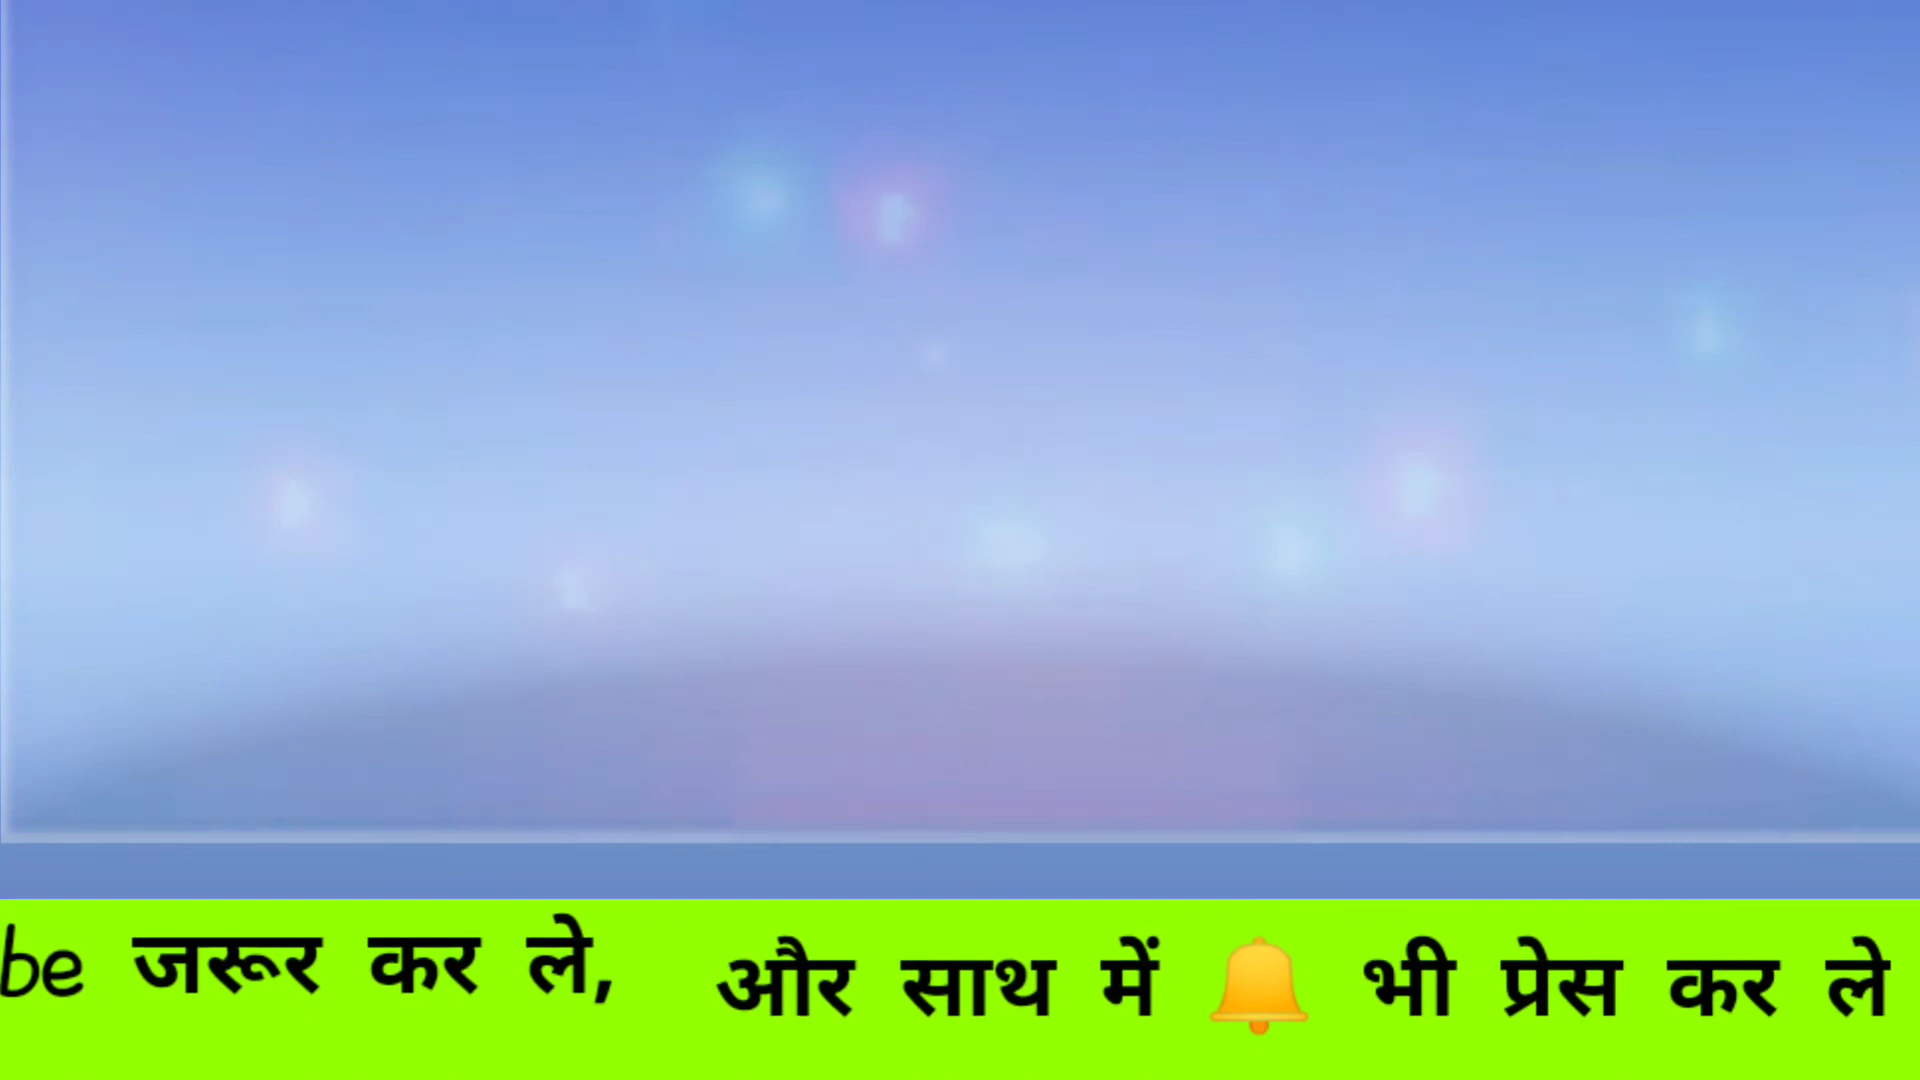 be जरूर कर ले, और साथ में 🔔 भी प्रेस कर ले